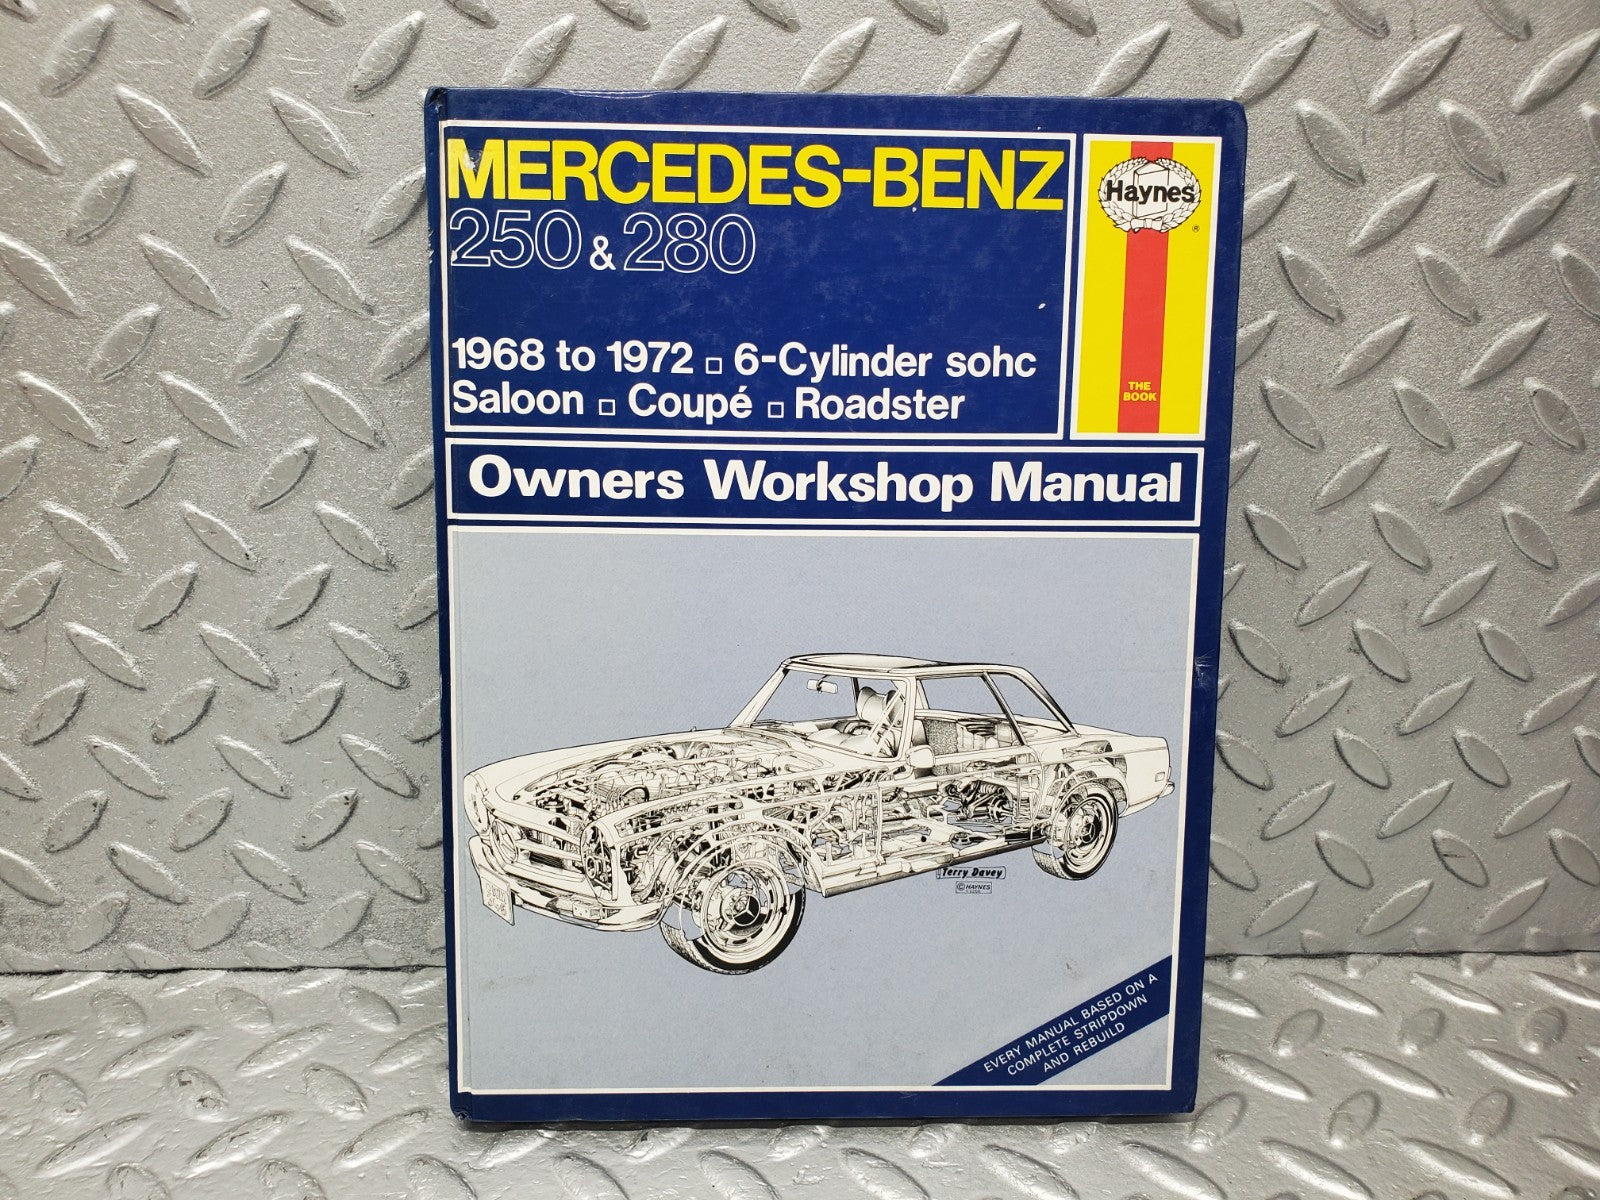 MERCEDES-BENZ
250 & 280
1968 to 1972 □ 6-Cylinder sohc
Saloon □ Coupé □ Roadster
Haynes
®
THE
BOOK
Owners Workshop Manual
Terry Davey
© HAYNES
EVERY MANUAL BASED ON A
COMPLETE STRIPDOWN
AND REBUILD